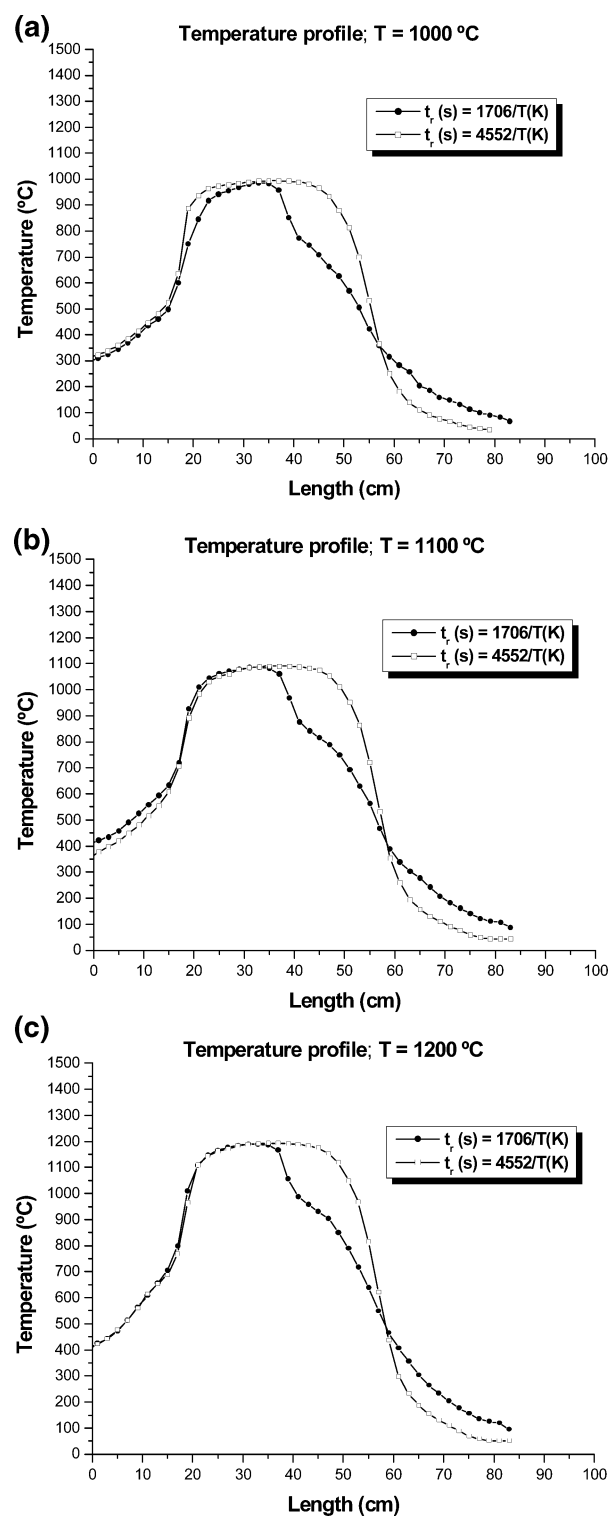 (a)
Temperature profile; T = 1000 ºC
1500
1400
1300
1200
1100
1000
900
800
700
600
500
400
300
200
100
0
Temperature (ºC)
t_r (s) = 1706/T(K)
t_r (s) = 4552/T(K)
0 10 20 30 40 50 60 70 80 90 100
Length (cm)
(b)
Temperature profile; T = 1100 ºC
1500
1400
1300
1200
1100
1000
900
800
700
600
500
400
300
200
100
0
Temperature (ºC)
t_r (s) = 1706/T(K)
t_r (s) = 4552/T(K)
0 10 20 30 40 50 60 70 80 90 100
Length (cm)
(c)
Temperature profile; T = 1200 ºC
1500
1400
1300
1200
1100
1000
900
800
700
600
500
400
300
200
100
0
Temperature (ºC)
t_r (s) = 1706/T(K)
t_r (s) = 4552/T(K)
0 10 20 30 40 50 60 70 80 90 100
Length (cm)